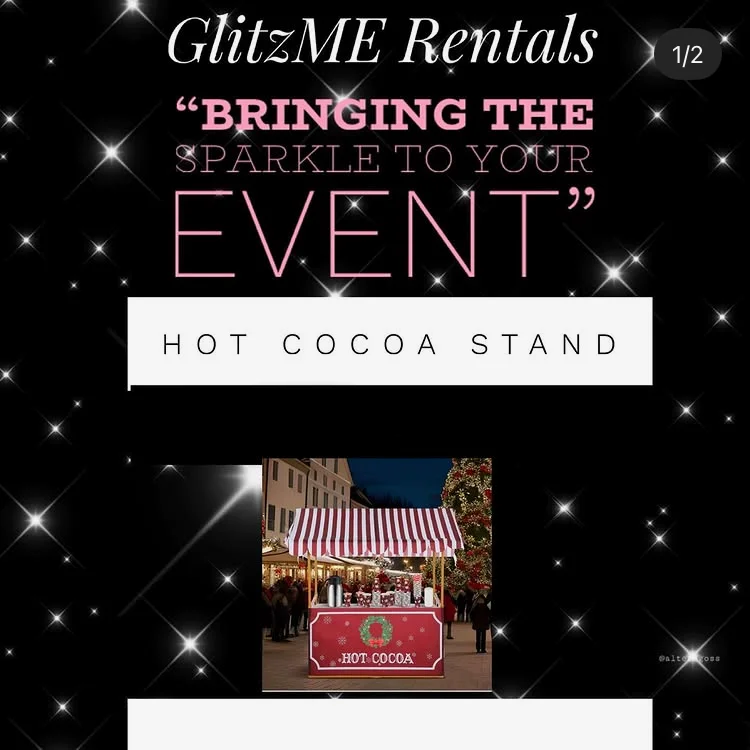 GlitzME Rentals
1/2
“BRINGING THE
SPARKLE TO YOUR
EVENT”
HOT COCOA STAND
HOT COCOA